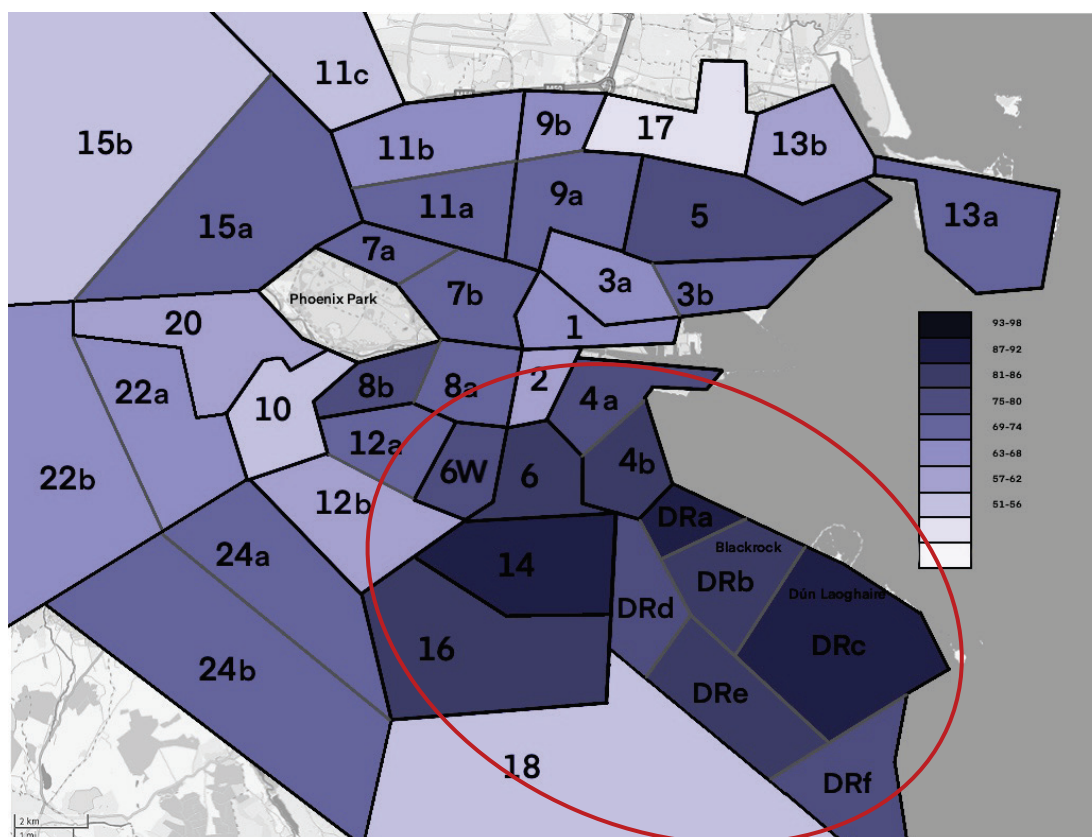 11c
15b
9b
17
13b
11b
11a
9a
5
13a
15a
7a
3a
3b
Phoenix Park
7b
20
1
93-98
87-92
81-86
75-80
69-74
63-68
57-62
51-56
22a
10
8b
8a
2
4a
12a
6W
6
4b
22b
12b
DRa
Blackrock
24a
14
DRb
Dún Laoghaire
DRd
16
DRc
24b
DRe
18
DRf
2 km
1 mi